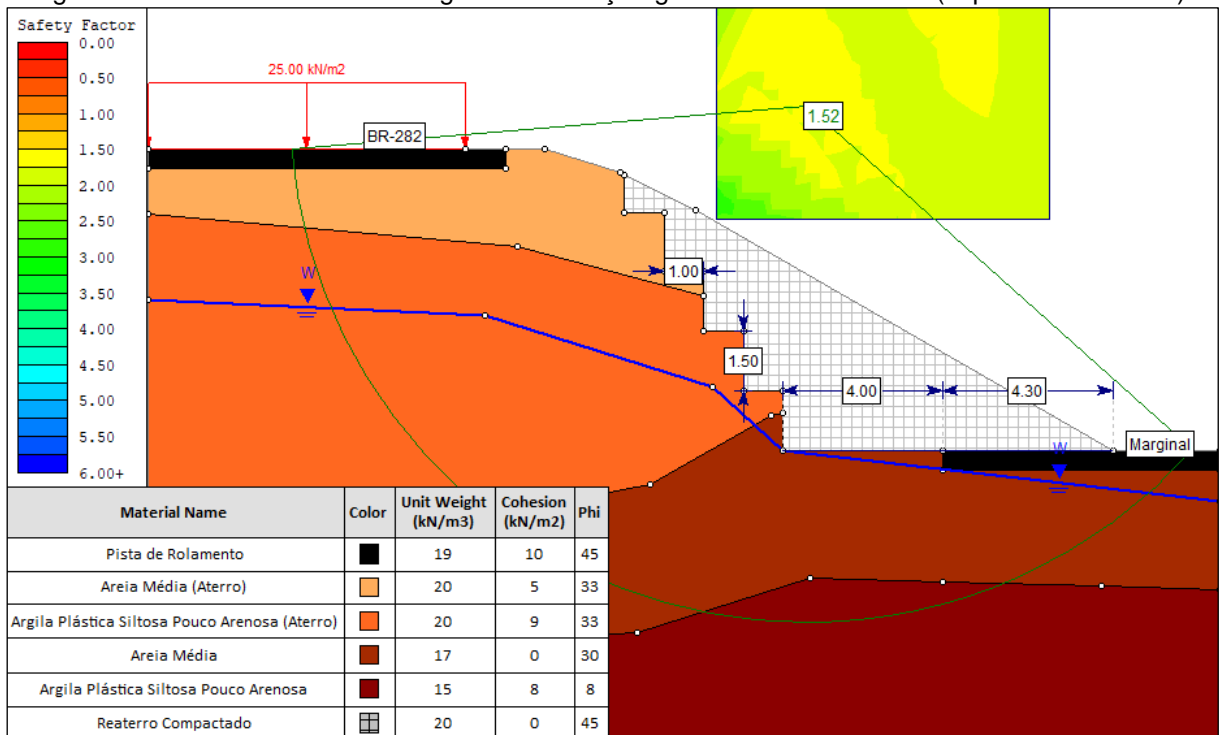 Safety Factor
0.00
0.50
1.00
1.50
2.00
2.50
3.00
3.50
4.00
4.50
5.00
5.50
6.00+
25.00 kN/m2
BR-282
1.52
W
1.00
1.50
4.00
4.30
W
Marginal
Material Name Color Unit Weight (kN/m3) Cohesion (kN/m2) Phi
Pista de Rolamento 19 10 45
Areia Média (Aterro) 20 5 33
Argila Plástica Siltosa Pouco Arenosa (Aterro) 20 9 33
Areia Média 17 0 30
Argila Plástica Siltosa Pouco Arenosa 15 8 8
Reaterro Compactado 20 0 45